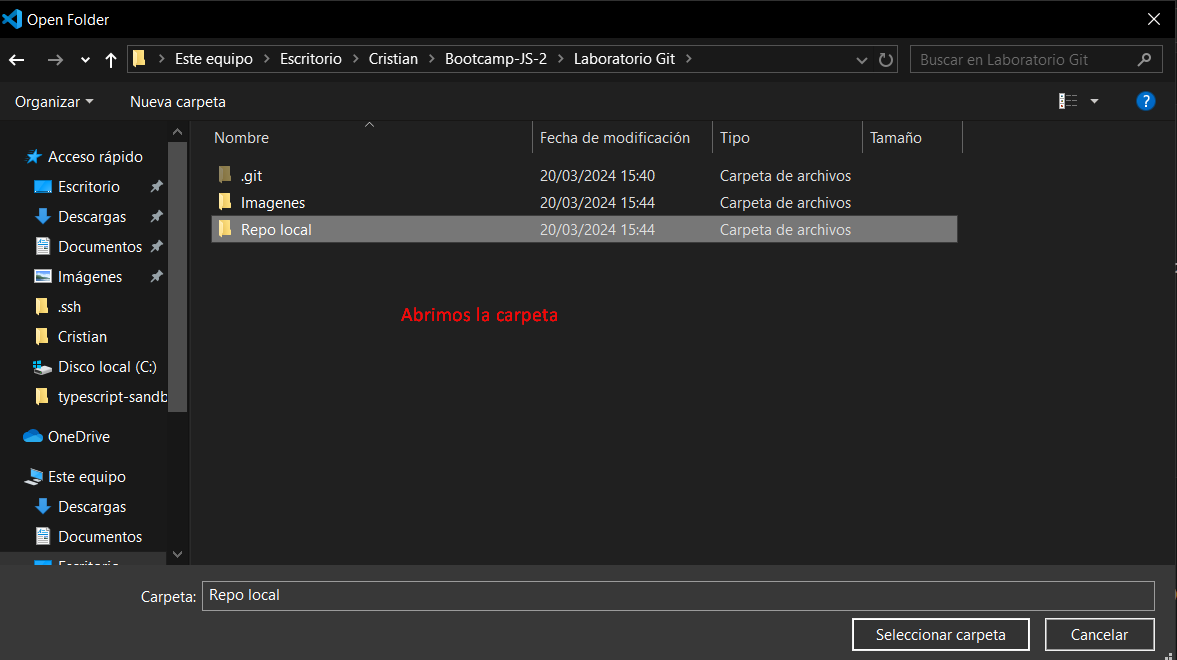 Open Folder
Este equipo > Escritorio > Cristian > Bootcamp-JS-2 > Laboratorio Git >
Buscar en Laboratorio Git
Organizar Nueva carpeta
?
Nombre Fecha de modificación Tipo Tamaño
.git 20/03/2024 15:40 Carpeta de archivos
Imagenes 20/03/2024 15:44 Carpeta de archivos
Repo local 20/03/2024 15:44 Carpeta de archivos
Abrimos la carpeta
Acceso rápido
Escritorio
Descargas
Documentos
Imágenes
.ssh
Cristian
Disco local (C:)
typescript-sandb
OneDrive
Este equipo
Descargas
Documentos
Escritorio
Carpeta: Repo local
Seleccionar carpeta Cancelar